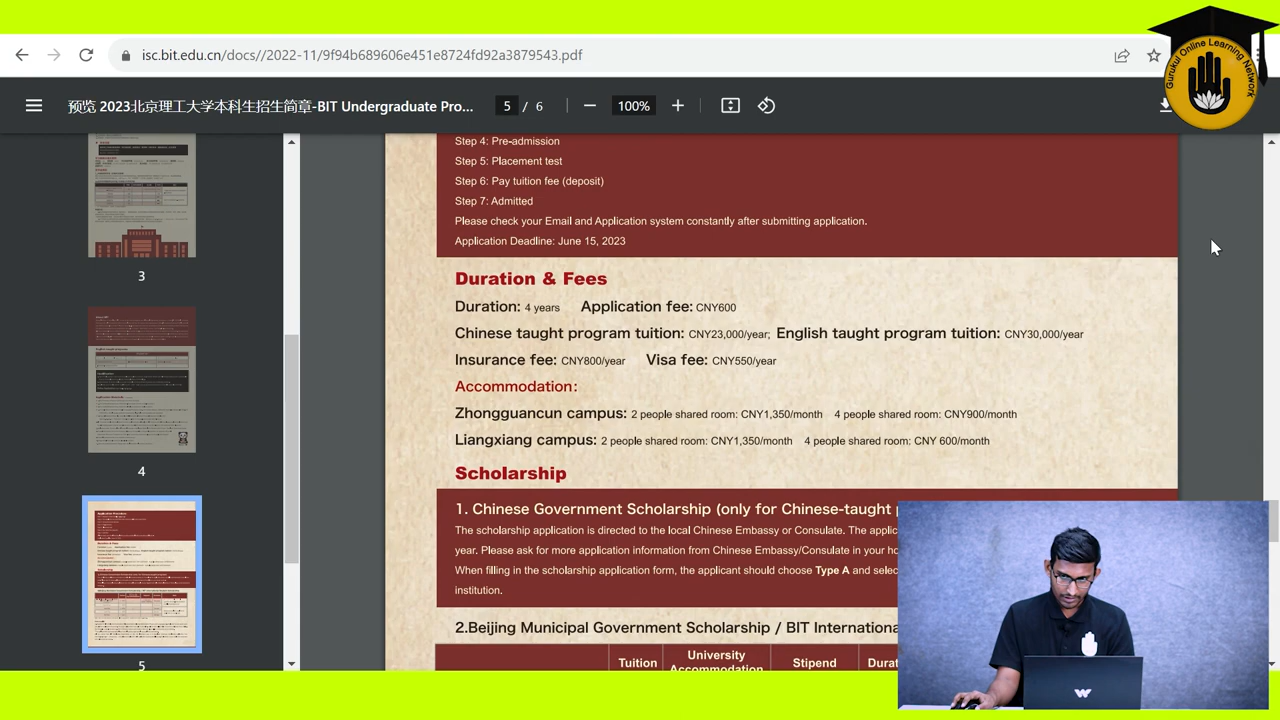 isc.bit.edu.cn/docs//2022-11/9f94b689606e451e8724fd92a3879543.pdf
Gurukul Online Learning Network
预览 2023北京理工大学本科生招生简章-BIT Undergraduate Pro...
5 / 6
100%
Step 4: Pre-admission
Step 5: Placement test
Step 6: Pay tuition fee (deposit)
Step 7: Admitted
Please check your Email and Application system constantly after submitting application.
Application Deadline: June 15, 2023
Duration & Fees
Duration: 4 years Application fee: CNY600
Chinese taught program tuition: CNY23,000/year; English taught program tuition: CNY30,000/year
Insurance fee: CNY800/year Visa fee: CNY550/year
Accommodation:
Zhongguancun campus: 2 people shared room: CNY1,350/month 4 people shared room: CNY900/month
Liangxiang campus: 2 people shared room: CNY1,350/month 4 people shared room: CNY 600/month
Scholarship
1. Chinese Government Scholarship (only for Chinese-taught
The scholarship application is directed to the local Chinese Embassy or Consulate. The applic
year. Please ask for more application information from Chinese Embassy/Consulate in your ho
When filling in the scholarship application form, the applicant should choose Type A and selec
institution.
2.Beijing Municipal Government Scholarship / BIT Internationa
Tuition
University
Accommodation
Stipend
Durat
3
4
5
W